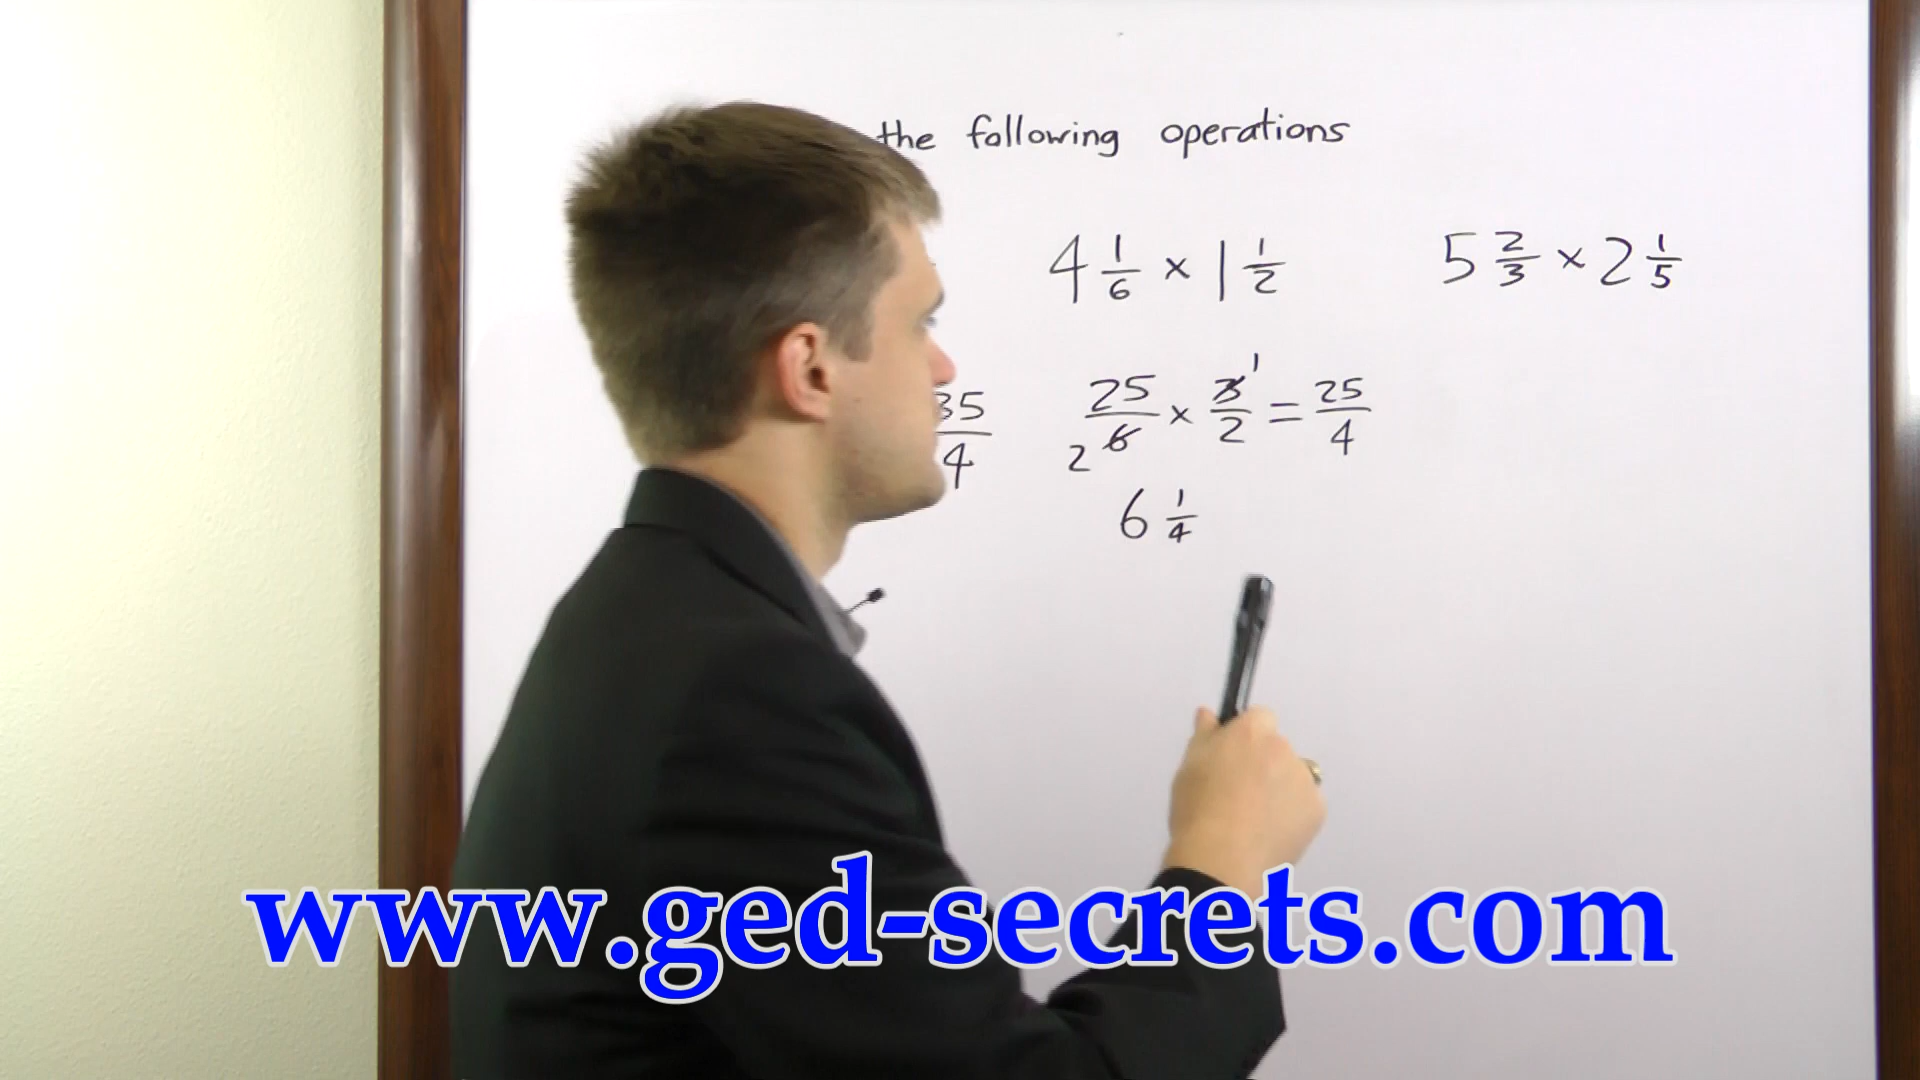 the following operations
4 1/6 × 1 1/2
5 2/3 × 2 1/5
35/4
25/6 × 3/2 = 25/4
1
2
6 1/4
www.ged-secrets.com